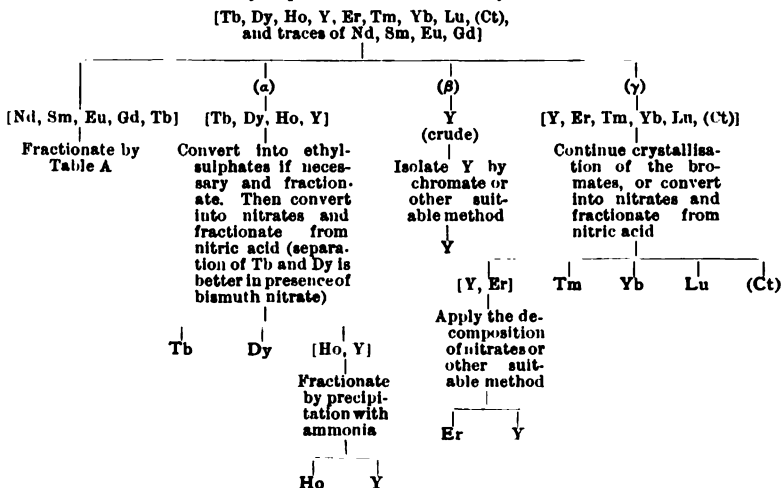 [Tb, Dy, Ho, Y, Er, Tm, Yb, Lu, (Ct),
and traces of Nd, Sm, Eu, Gd]
(α)
(β)
(γ)
[Nd, Sm, Eu, Gd, Tb]
Fractionate by
Table A
[Tb, Dy, Ho, Y]
Convert into ethyl-
sulphates if neces-
sary and fraction-
ate. Then convert
into nitrates and
fractionate from
nitric acid (separa-
tion of Tb and Dy is
better in presence of
bismuth nitrate)
Y
(crude)
Isolate Y by
chromate or
other suit-
able method
Y
[Y, Er, Tm, Yb, Lu, (Ct)]
Continue crystallisa-
tion of the bro-
mates, or convert
into nitrates and
fractionate from
nitric acid
Tb
Dy
[Ho, Y]
Fractionate
by precipi-
tation with
ammonia
Ho
Y
[Y, Er]
Apply the de-
composition
of nitrates or
other suit-
able method
Er
Y
Tm
Yb
Lu
(Ct)